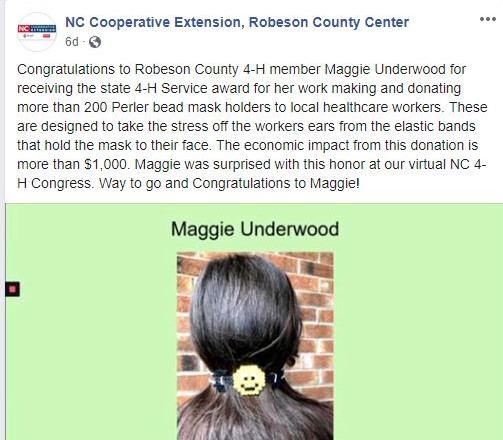 NC Cooperative Extension, Robeson County Center
6d ·
Congratulations to Robeson County 4-H member Maggie Underwood for
receiving the state 4-H Service award for her work making and donating
more than 200 Perler bead mask holders to local healthcare workers. These
are designed to take the stress off the workers ears from the elastic bands
that hold the mask to their face. The economic impact from this donation is
more than $1,000. Maggie was surprised with this honor at our virtual NC 4-
H Congress. Way to go and Congratulations to Maggie!
Maggie Underwood